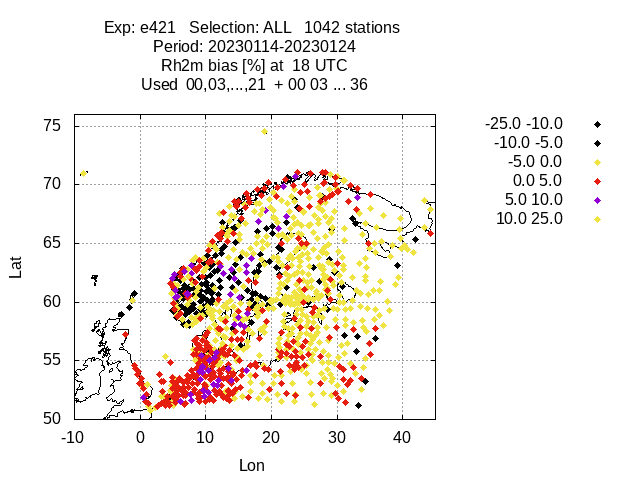 Exp: e421 Selection: ALL 1042 stations
Period: 20230114-20230124
Rh2m bias [%] at 18 UTC
Used 00,03,...,21 + 00 03 ... 36
-25.0 -10.0
-10.0 -5.0
-5.0 0.0
0.0 5.0
5.0 10.0
10.0 25.0
75
70
65
60
55
50
Lat
-10 0 10 20 30 40
Lon